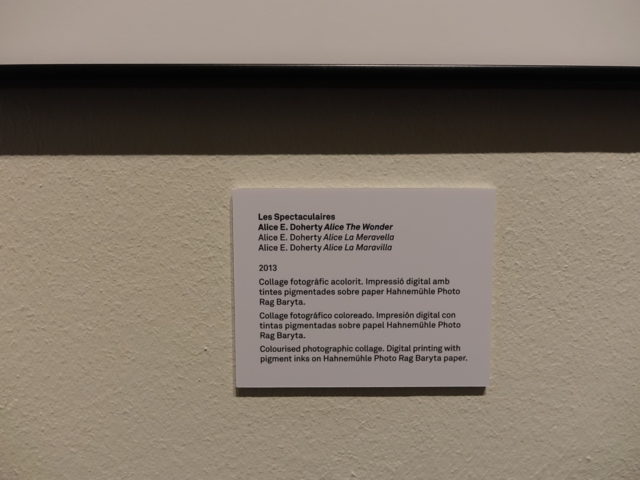 Les Spectaculaires
Alice E. Doherty Alice The Wonder
Alice E. Doherty Alice La Meravella
Alice E. Doherty Alice La Maravilla
2013
Collage fotogràfic acolorit. Impressió digital amb
tintes pigmentades sobre paper Hahnemühle Photo
Rag Baryta.
Collage fotográfico coloreado. Impresión digital con
tintas pigmentadas sobre papel Hahnemühle Photo
Rag Baryta.
Colourised photographic collage. Digital printing with
pigment inks on Hahnemühle Photo Rag Baryta paper.